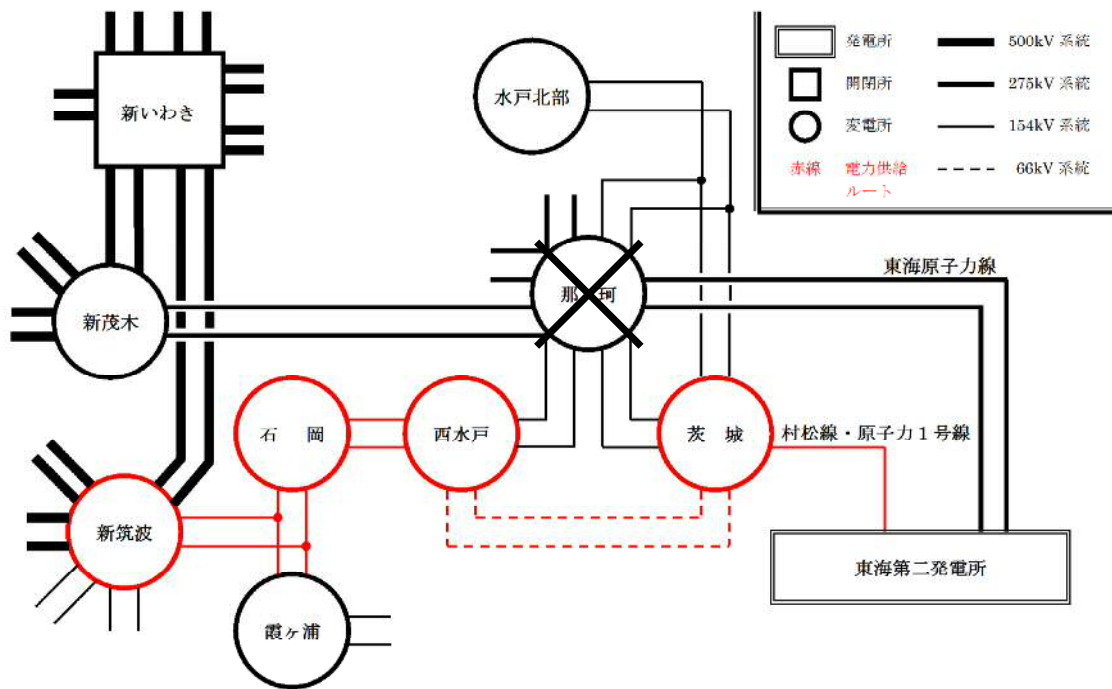 新いわき
水戸北部
発電所
500kV 系統
開閉所
275kV 系統
変電所
154kV 系統
赤線
電力供給
ルート
66kV 系統
東海原子力線
那 珂
新茂木
石 岡
西水戸
茨 城
村松線・原子力１号線
新筑波
東海第二発電所
霞ヶ浦